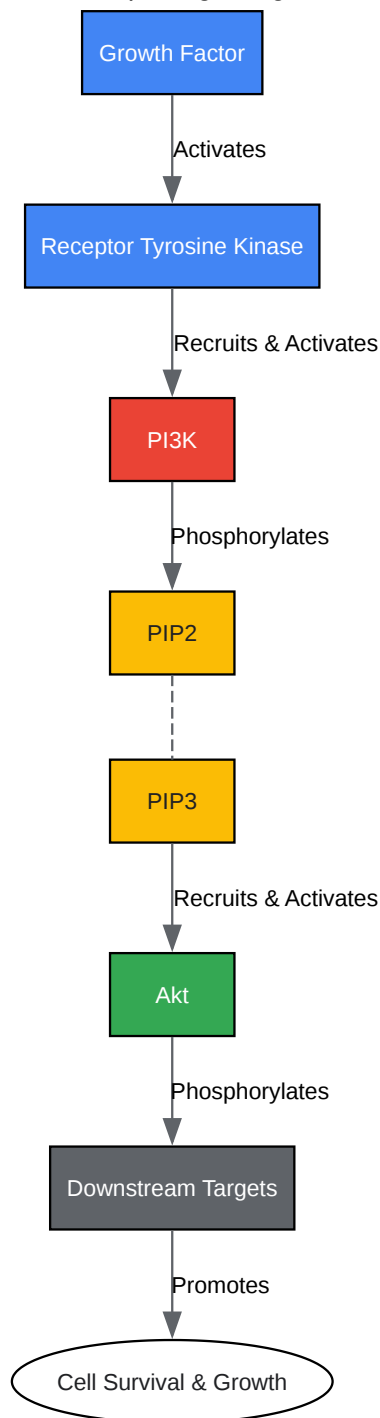 Growth Factor
Activates
Receptor Tyrosine Kinase
Recruits & Activates
PI3K
Phosphorylates
PIP2
PIP3
Recruits & Activates
Akt
Phosphorylates
Downstream Targets
Promotes
Cell Survival & Growth